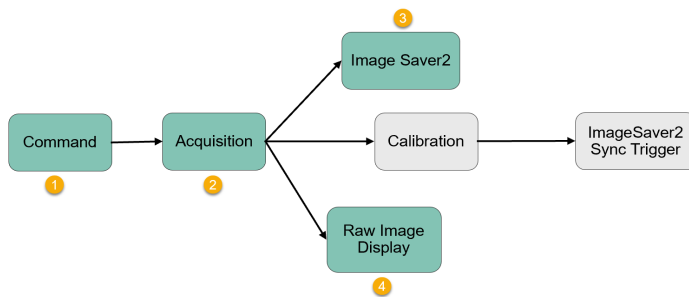 3
Image Saver2
Command
Acquisition
Calibration
ImageSaver2
Sync Trigger
1
2
Raw Image
Display
4